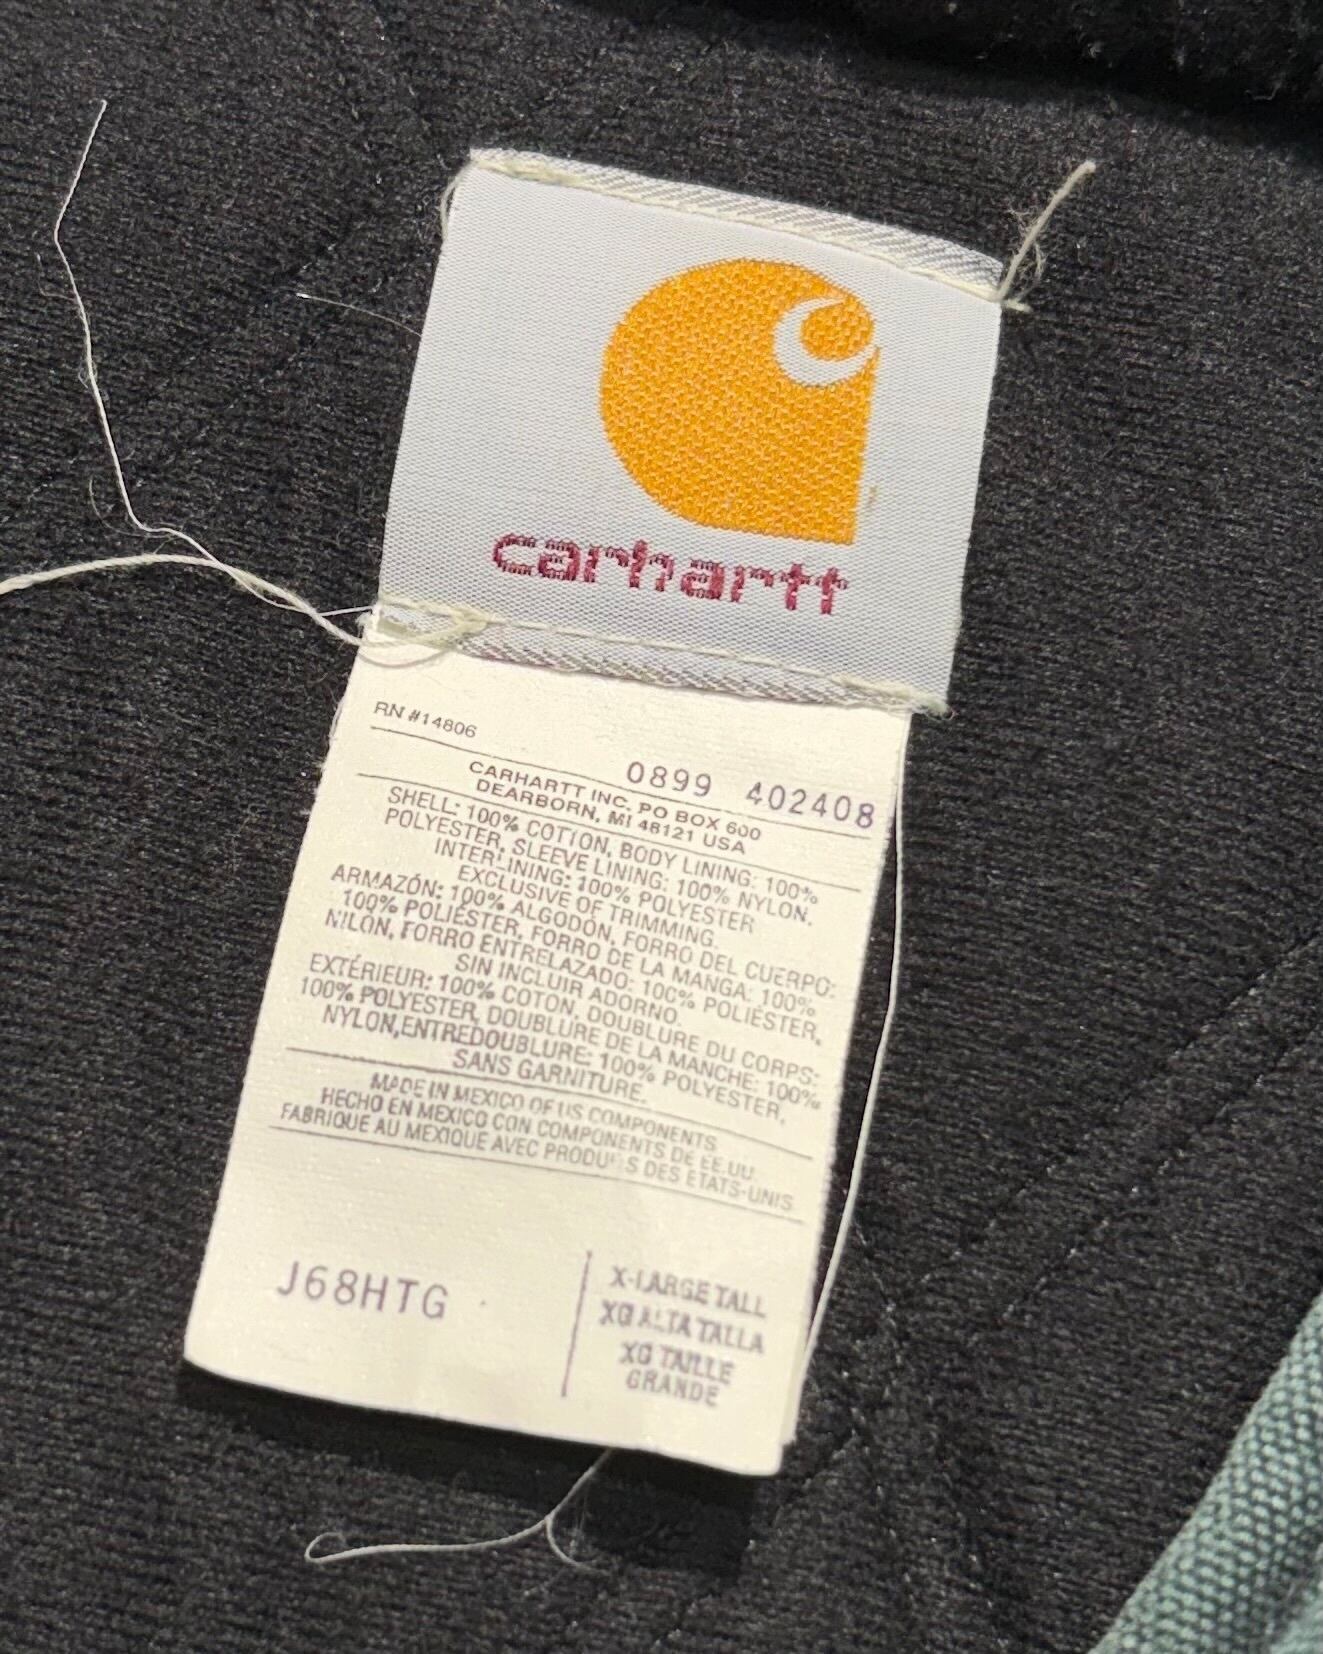 carhartt
RN #14806
0899 402408
CARHARTT INC, PO BOX 600
DEARBORN, MI 48121 USA
SHELL: 100% COTTON, BODY LINING: 100%
POLYESTER, SLEEVE LINING: 100% NYLON.
INTERLINING: 100% POLYESTER
EXCLUSIVE OF TRIMMING.
ARMAZÓN: 100% ALGODÓN, FORRO DEL CUERPO:
100% POLIÉSTER, FORRO DE LA MANGA: 100%
NILÓN, FORRO ENTRELAZADO: 100% POLIÉSTER,
SIN INCLUIR ADORNO.
EXTÉRIEUR: 100% COTON, DOUBLURE DU CORPS:
100% POLYESTER, DOUBLURE DE LA MANCHE: 100%
NYLON,ENTREDOUBLURE: 100% POLYESTER,
SANS GARNITURE.
MADE IN MEXICO OF US COMPONENTS
HECHO EN MEXICO CON COMPONENTS DE EE.UU.
FABRIQUÉ AU MEXIQUE AVEC PRODUITS DES ÉTATS-UNIS
J68HTG
X-LARGE TALL
XG ALTA TALLA
XG TAILLE
GRANDE